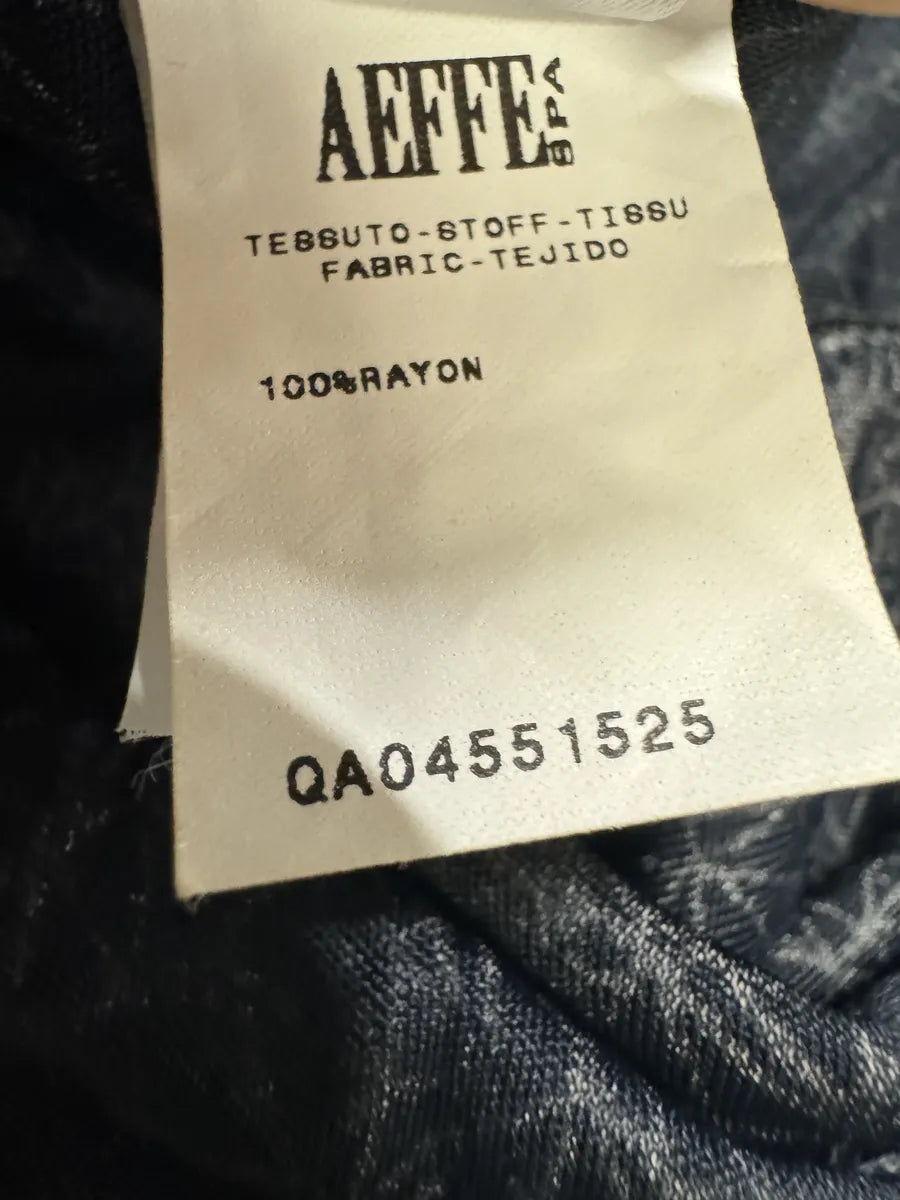 AEFFE SPA
TESSUTO-STOFF-TISSU
FABRIC-TEJIDO
100%RAYON
QA04551525